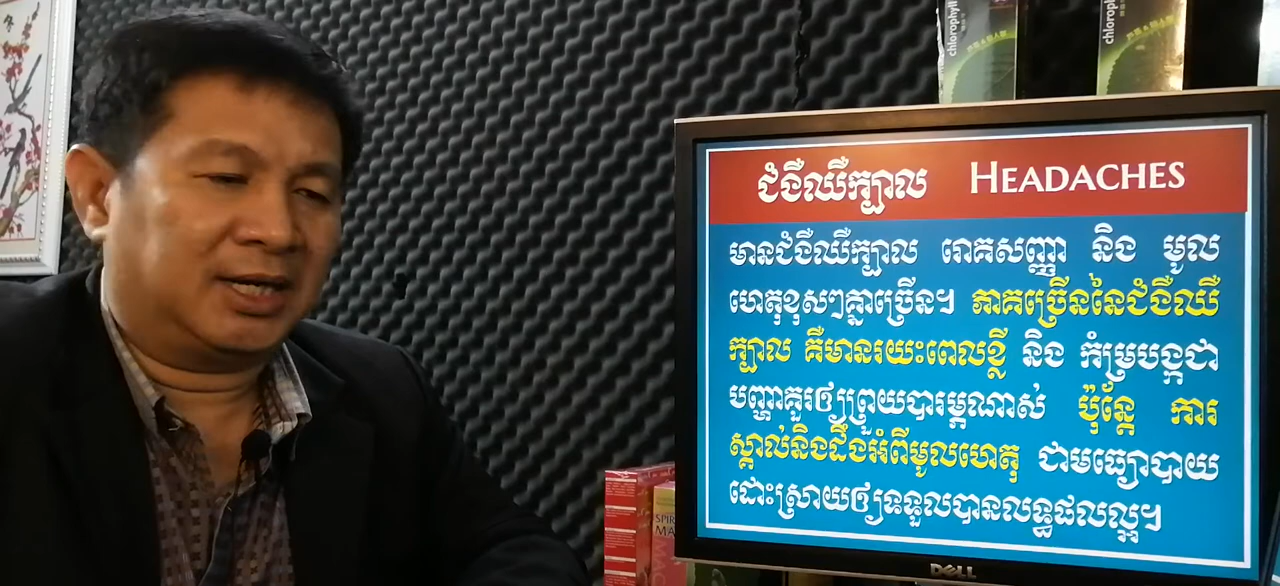 chlorophyll
chlorophyll
ជំងឺឈឺក្បាល HEADACHES
មានជំងឺឈឺក្បាល រោគសញ្ញា និង មូល
ហេតុខុសៗគ្នាច្រើន។ ភាគច្រើននៃជំងឺឈឺ
ក្បាល គឺមានរយះពេលខ្លី និង កំម្របង្កជា
បញ្ហាគួរឲ្យព្រួយបារម្ភណាស់ ប៉ុន្តែ ការ
ស្គាល់និងដឹងអំពីមូលហេតុ ជាមធ្យោបាយ
ដោះស្រាយឲ្យទទួលបានលទ្ធផលល្អ។
DELL